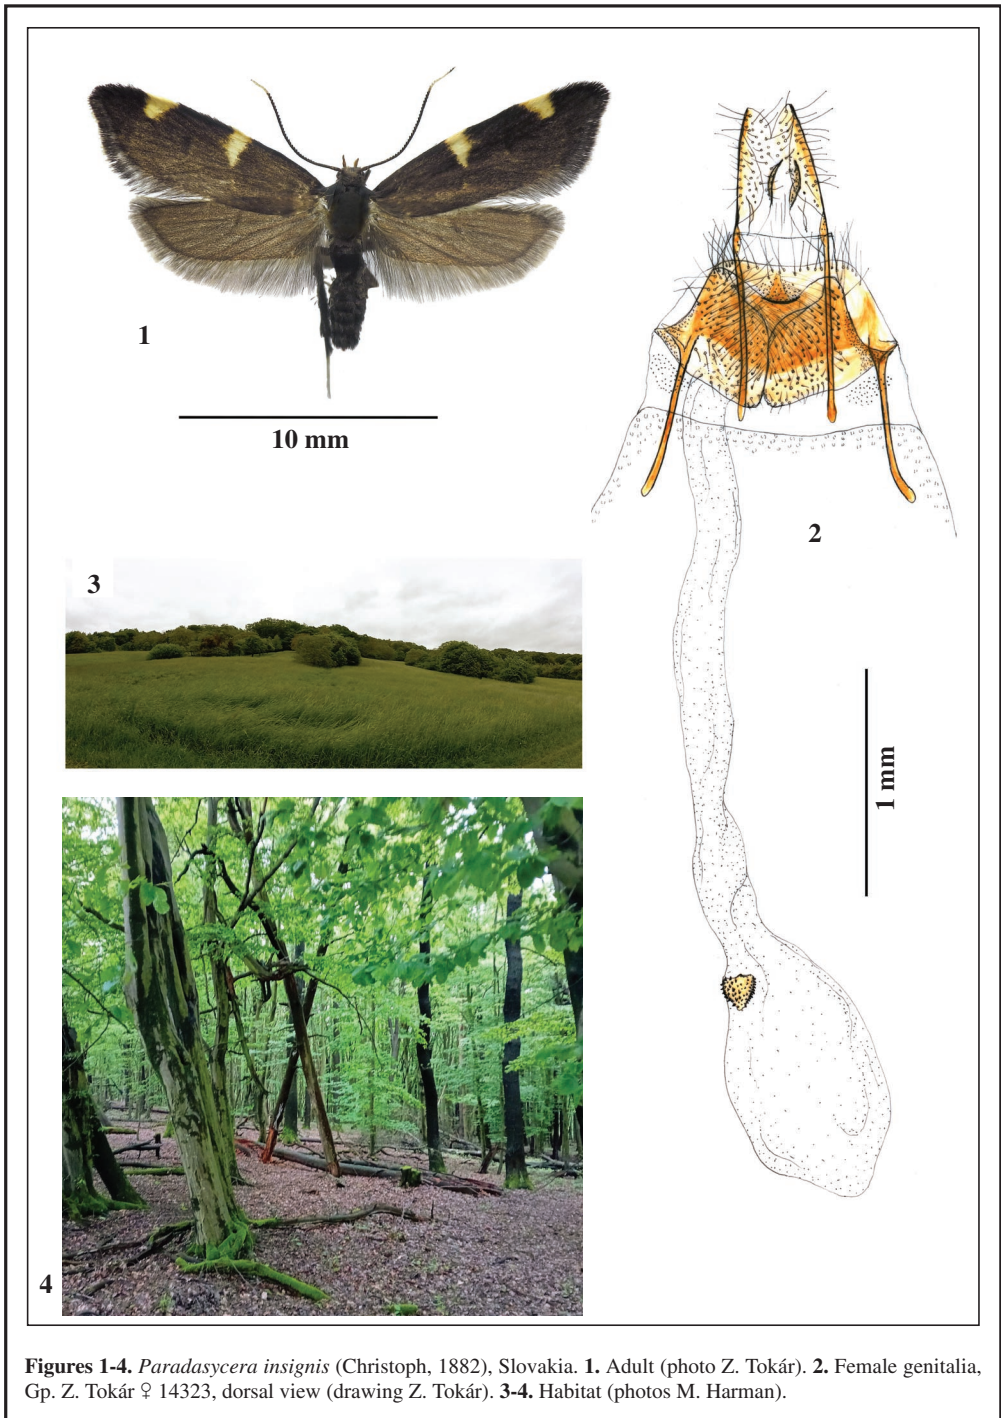 1
10 mm
2
3
1 mm
4
Figures 1-4. Paradasycera insignis (Christoph, 1882), Slovakia. 1. Adult (photo Z. Tokár). 2. Female genitalia,
Gp. Z. Tokár ♀ 14323, dorsal view (drawing Z. Tokár). 3-4. Habitat (photos M. Harman).